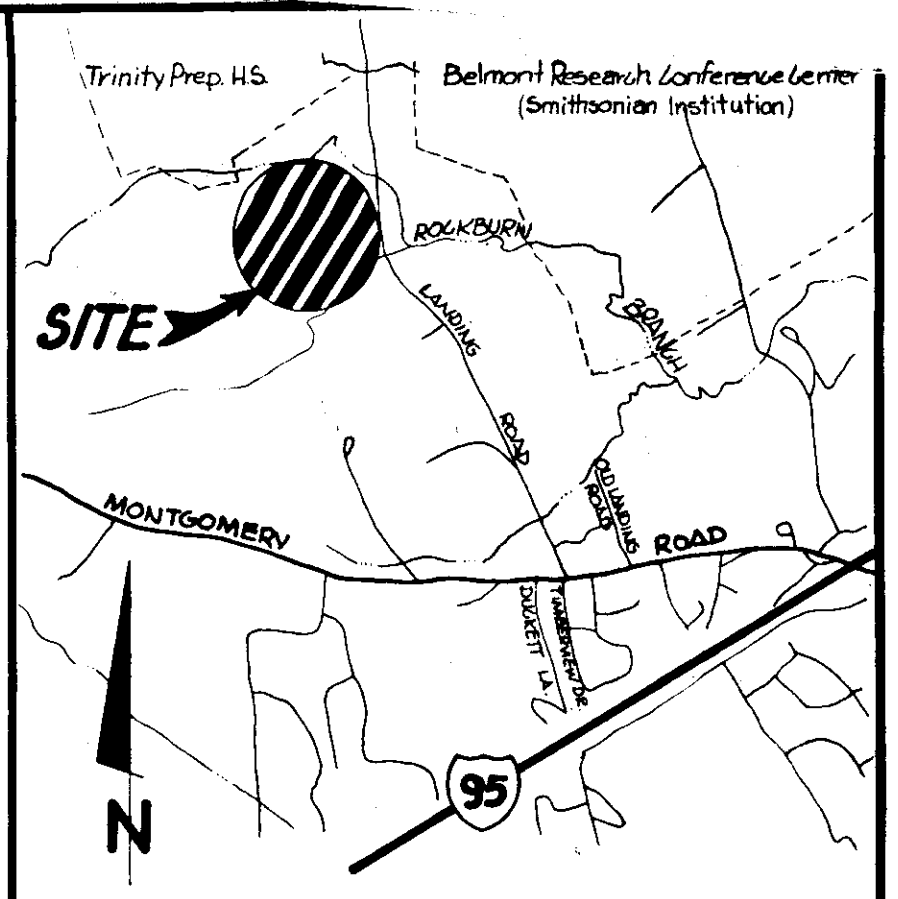 Trinity Prep. H.S.
Belmont Research Conference Center
(Smithsonian Institution)
ROCKBURN
BRANCH
SITE
LANDING
ROAD
OLD LANDING
ROAD
MONTGOMERY
ROAD
DUCKETT LA.
TIMBERVIEW DR
95
N